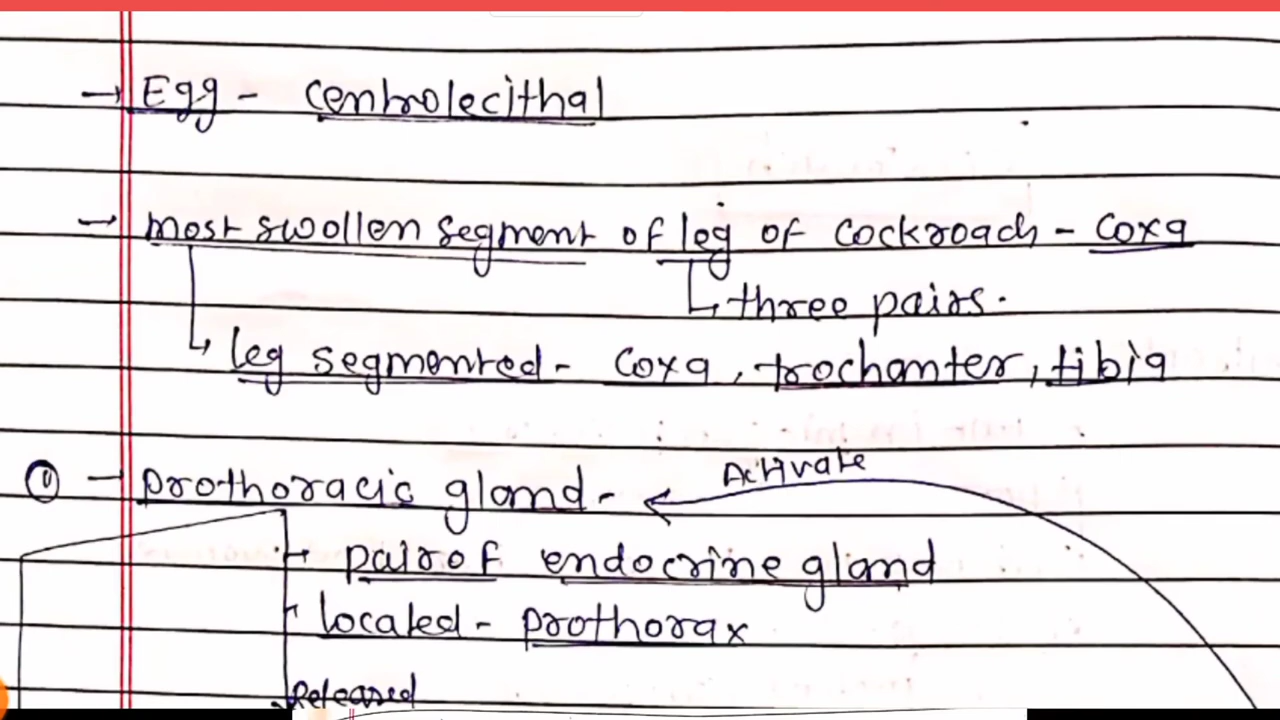 → Egg - centrolecithal
→ most swollen segment of leg of cockroach - coxa
↳ three pairs.
↳ leg segmented - coxa, trochanter, tibia
Activate
① - prothoracic gland -
→ pair of endocrine gland
located - prothorax
Released